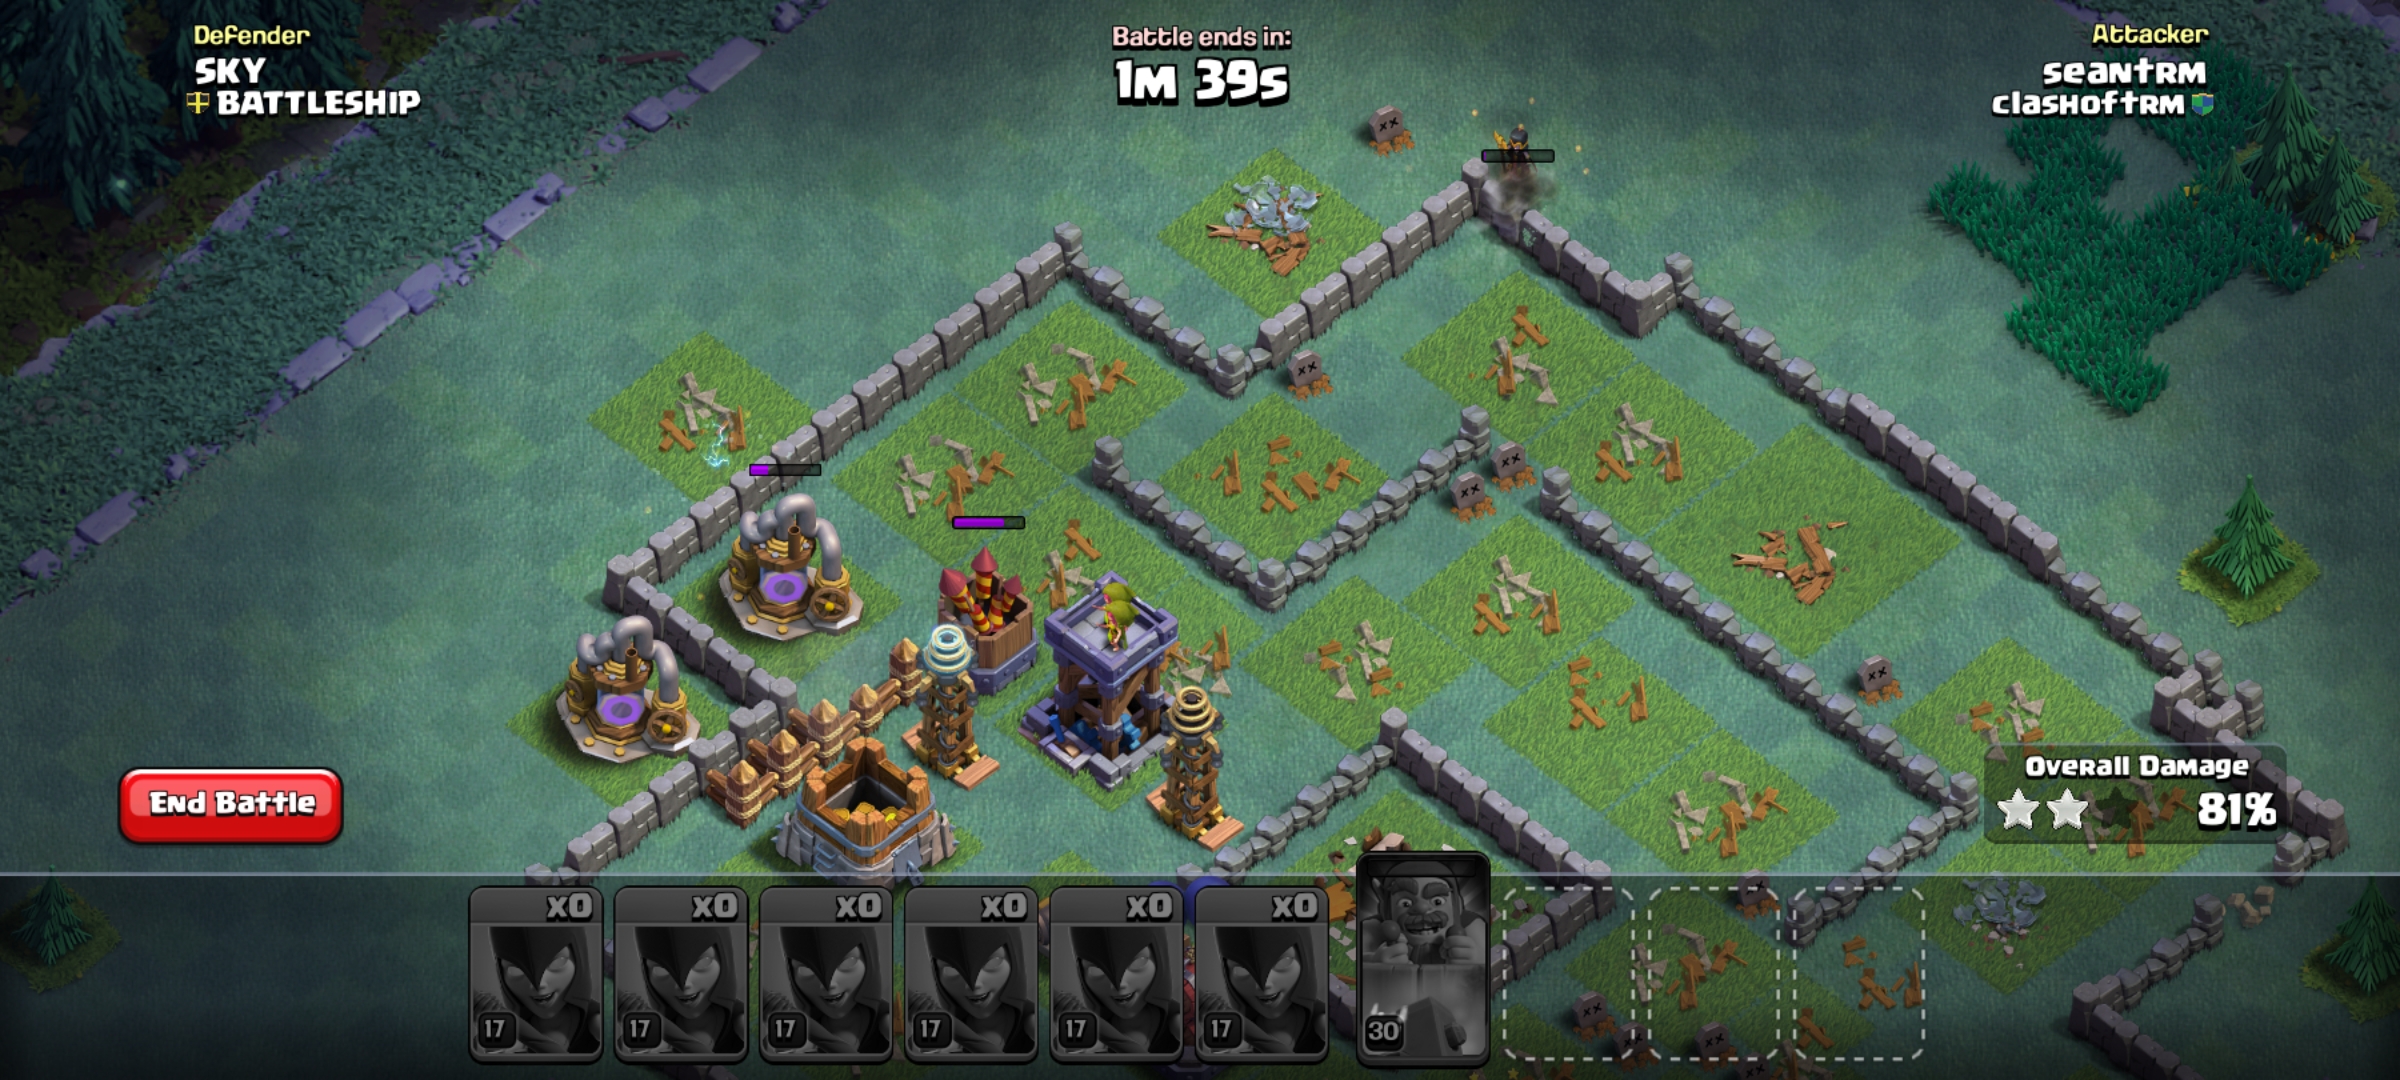 Defender
SKY
BATTLESHIP
Battle ends in:
1M 39s
Attacker
seantRM
clashoftRM
End Battle
Overall Damage
81%
x0
x0
x0
x0
x0
x0
17
17
17
17
17
17
30